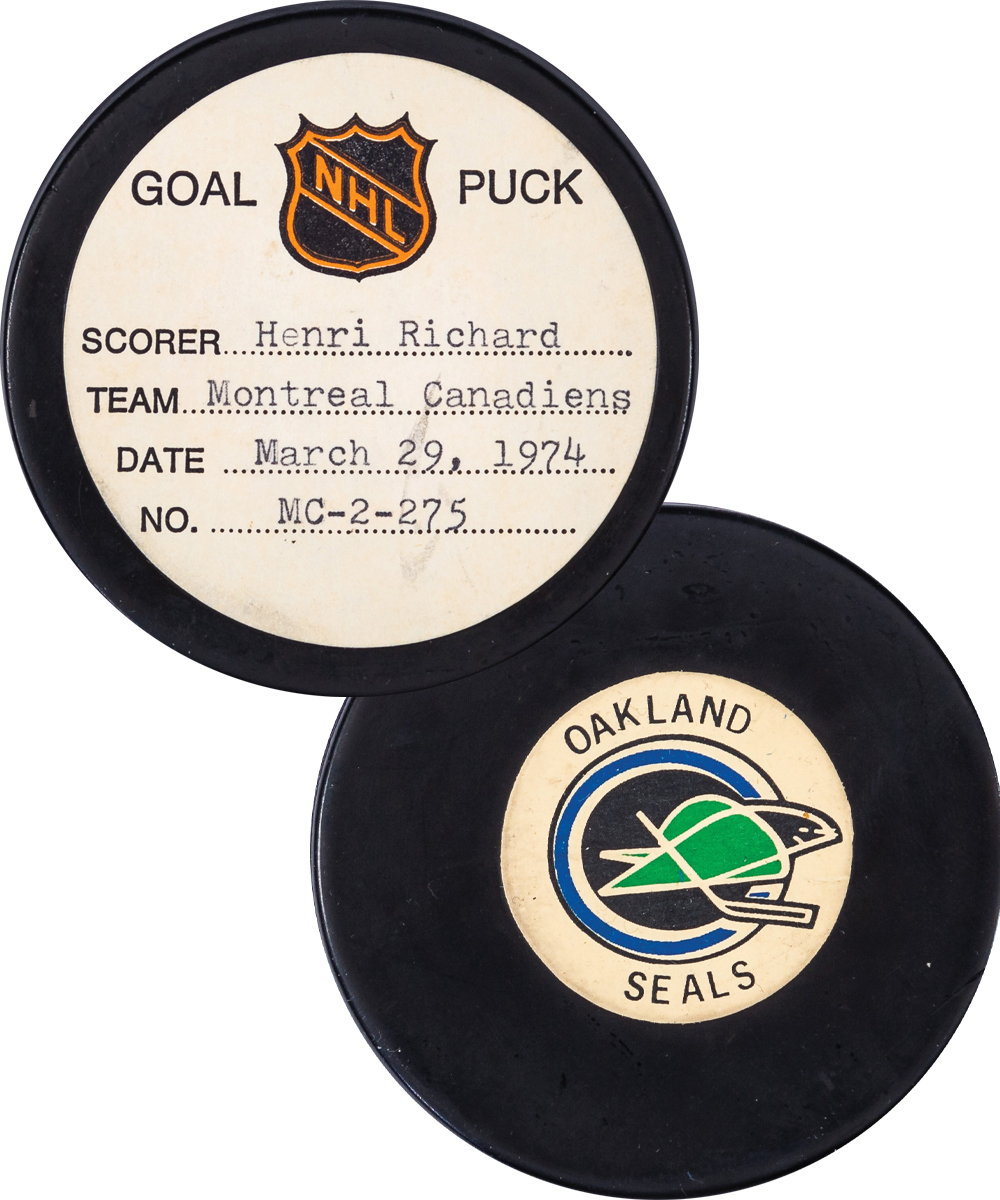 GOAL NHL PUCK
SCORER Henri Richard
TEAM Montreal Canadiens
DATE March 29, 1974
NO. MC-2-275
OAKLAND
SEALS